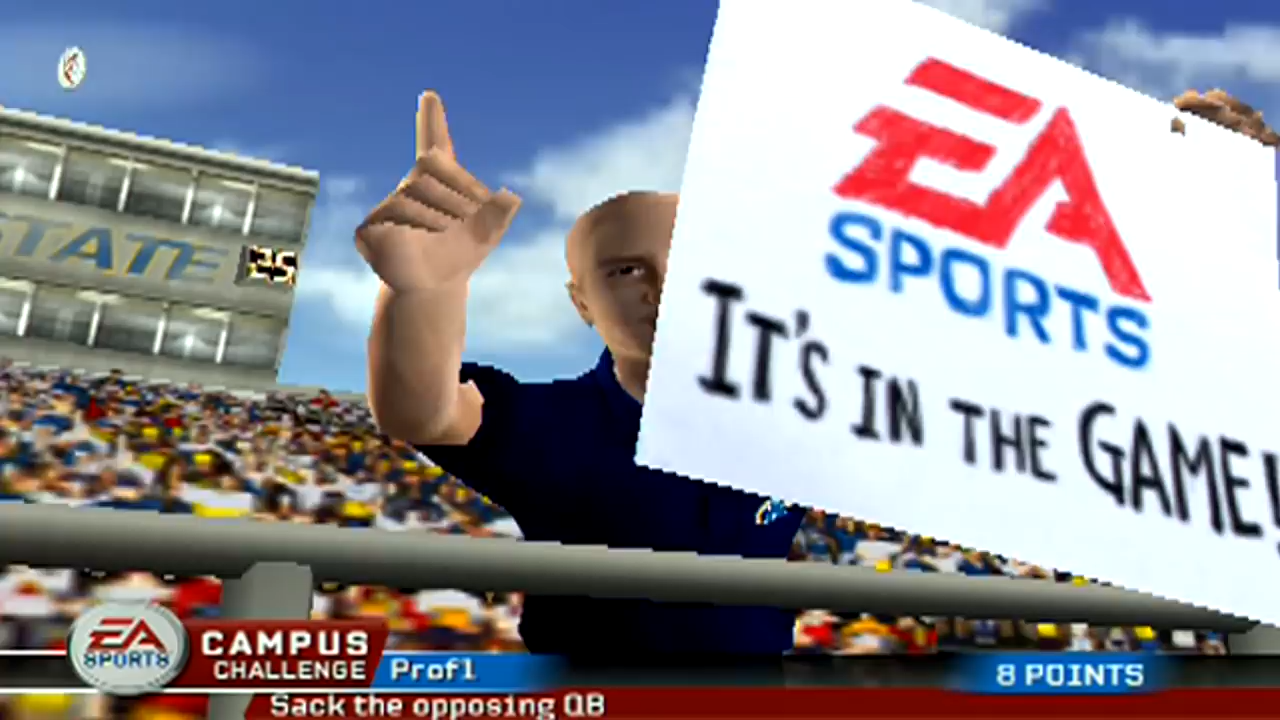 STATE
25
EA
SPORTS
IT'S IN THE GAME!
EA
SPORTS
CAMPUS
CHALLENGE
Prof1
8 POINTS
Sack the opposing QB